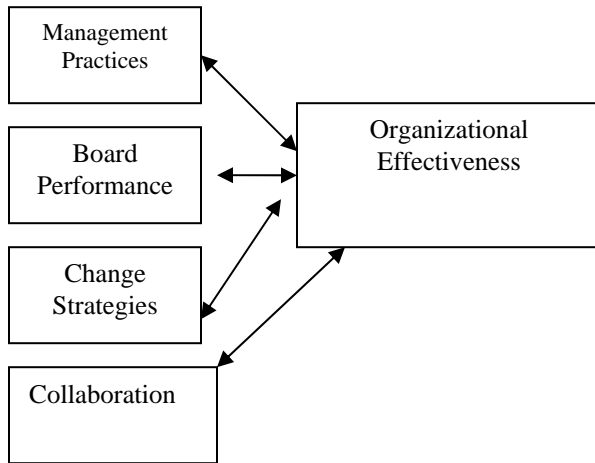 Management
Practices
Board
Performance
Change
Strategies
Collaboration
Organizational
Effectiveness